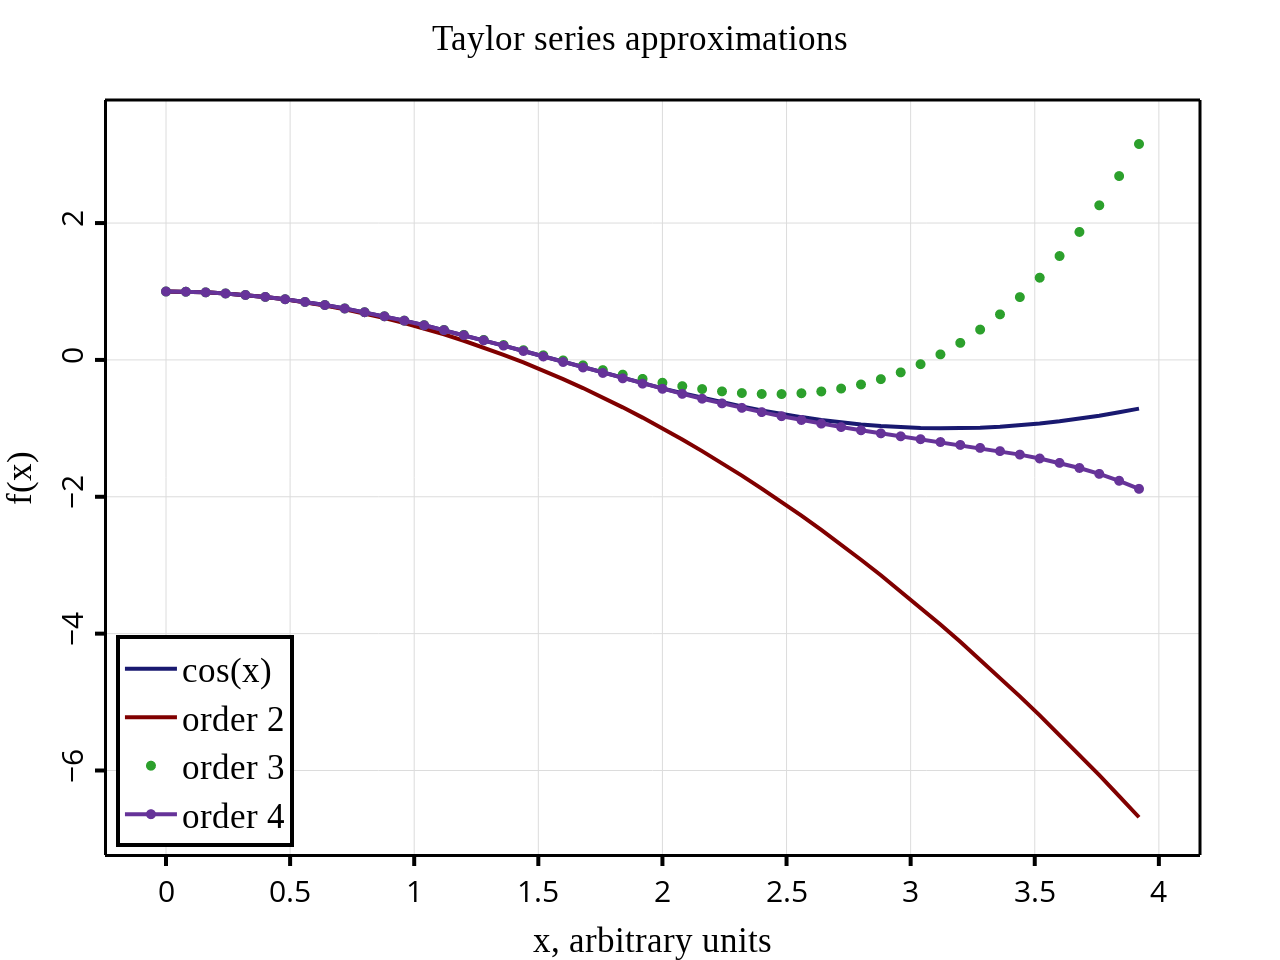 Taylor series approximations
2
0
−2
−4
−6
f(x)
cos(x)
order 2
order 3
order 4
0 0.5 1 1.5 2 2.5 3 3.5 4
x, arbitrary units